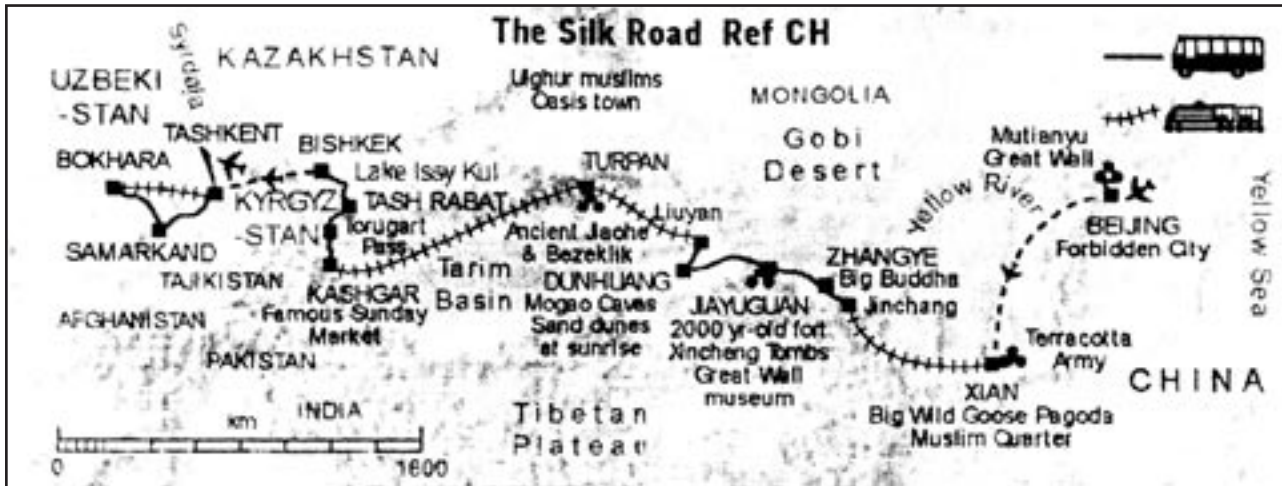 The Silk Road Ref CH
KAZAKHSTAN
UZBEKI
-STAN
Uighur muslims
Oasis town
MONGOLIA
Gobi
Desert
Mutianyu
Great Wall
TASHKENT
BOKHARA
BISHKEK
Lake Issy Kul
TURPAN
KYRGYZ
-STAN
TASH RABAT
Torugart
Pass
Liuyan
Yellow River
BEIJING
Forbidden City
Yellow Sea
SAMARKAND
TAJIKISTAN
Ancient Jiaohe
& Bezeklik
Tarim
Basin
ZHANGYE
Big Buddha
Jinchang
KASHGAR
Famous Sunday
Market
DUNHUANG
Mogao Caves
Sand dunes
at sunrise
JIAYUGUAN
2000 yr-old fort
Xincheng Tombs
Great Wall
museum
AFGHANISTAN
PAKISTAN
Terracotta
Army
CHINA
XIAN
Big Wild Goose Pagoda
Muslim Quarter
INDIA
Tibetan
Plateau
km
0
1600